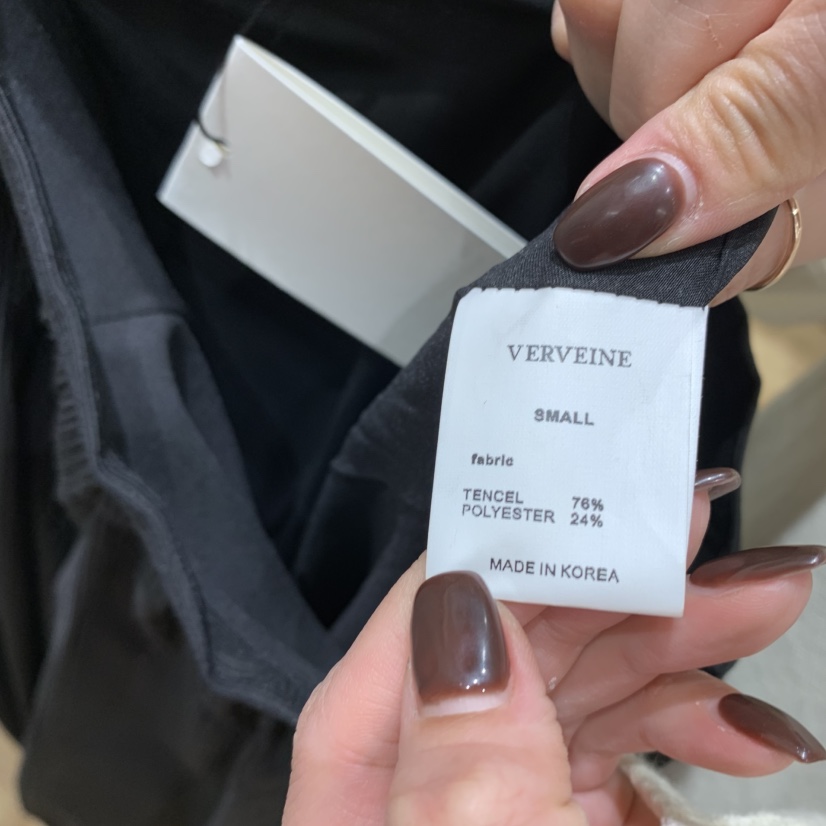 VERVEINE
SMALL
fabric
TENCEL 76%
POLYESTER 24%
MADE IN KOREA